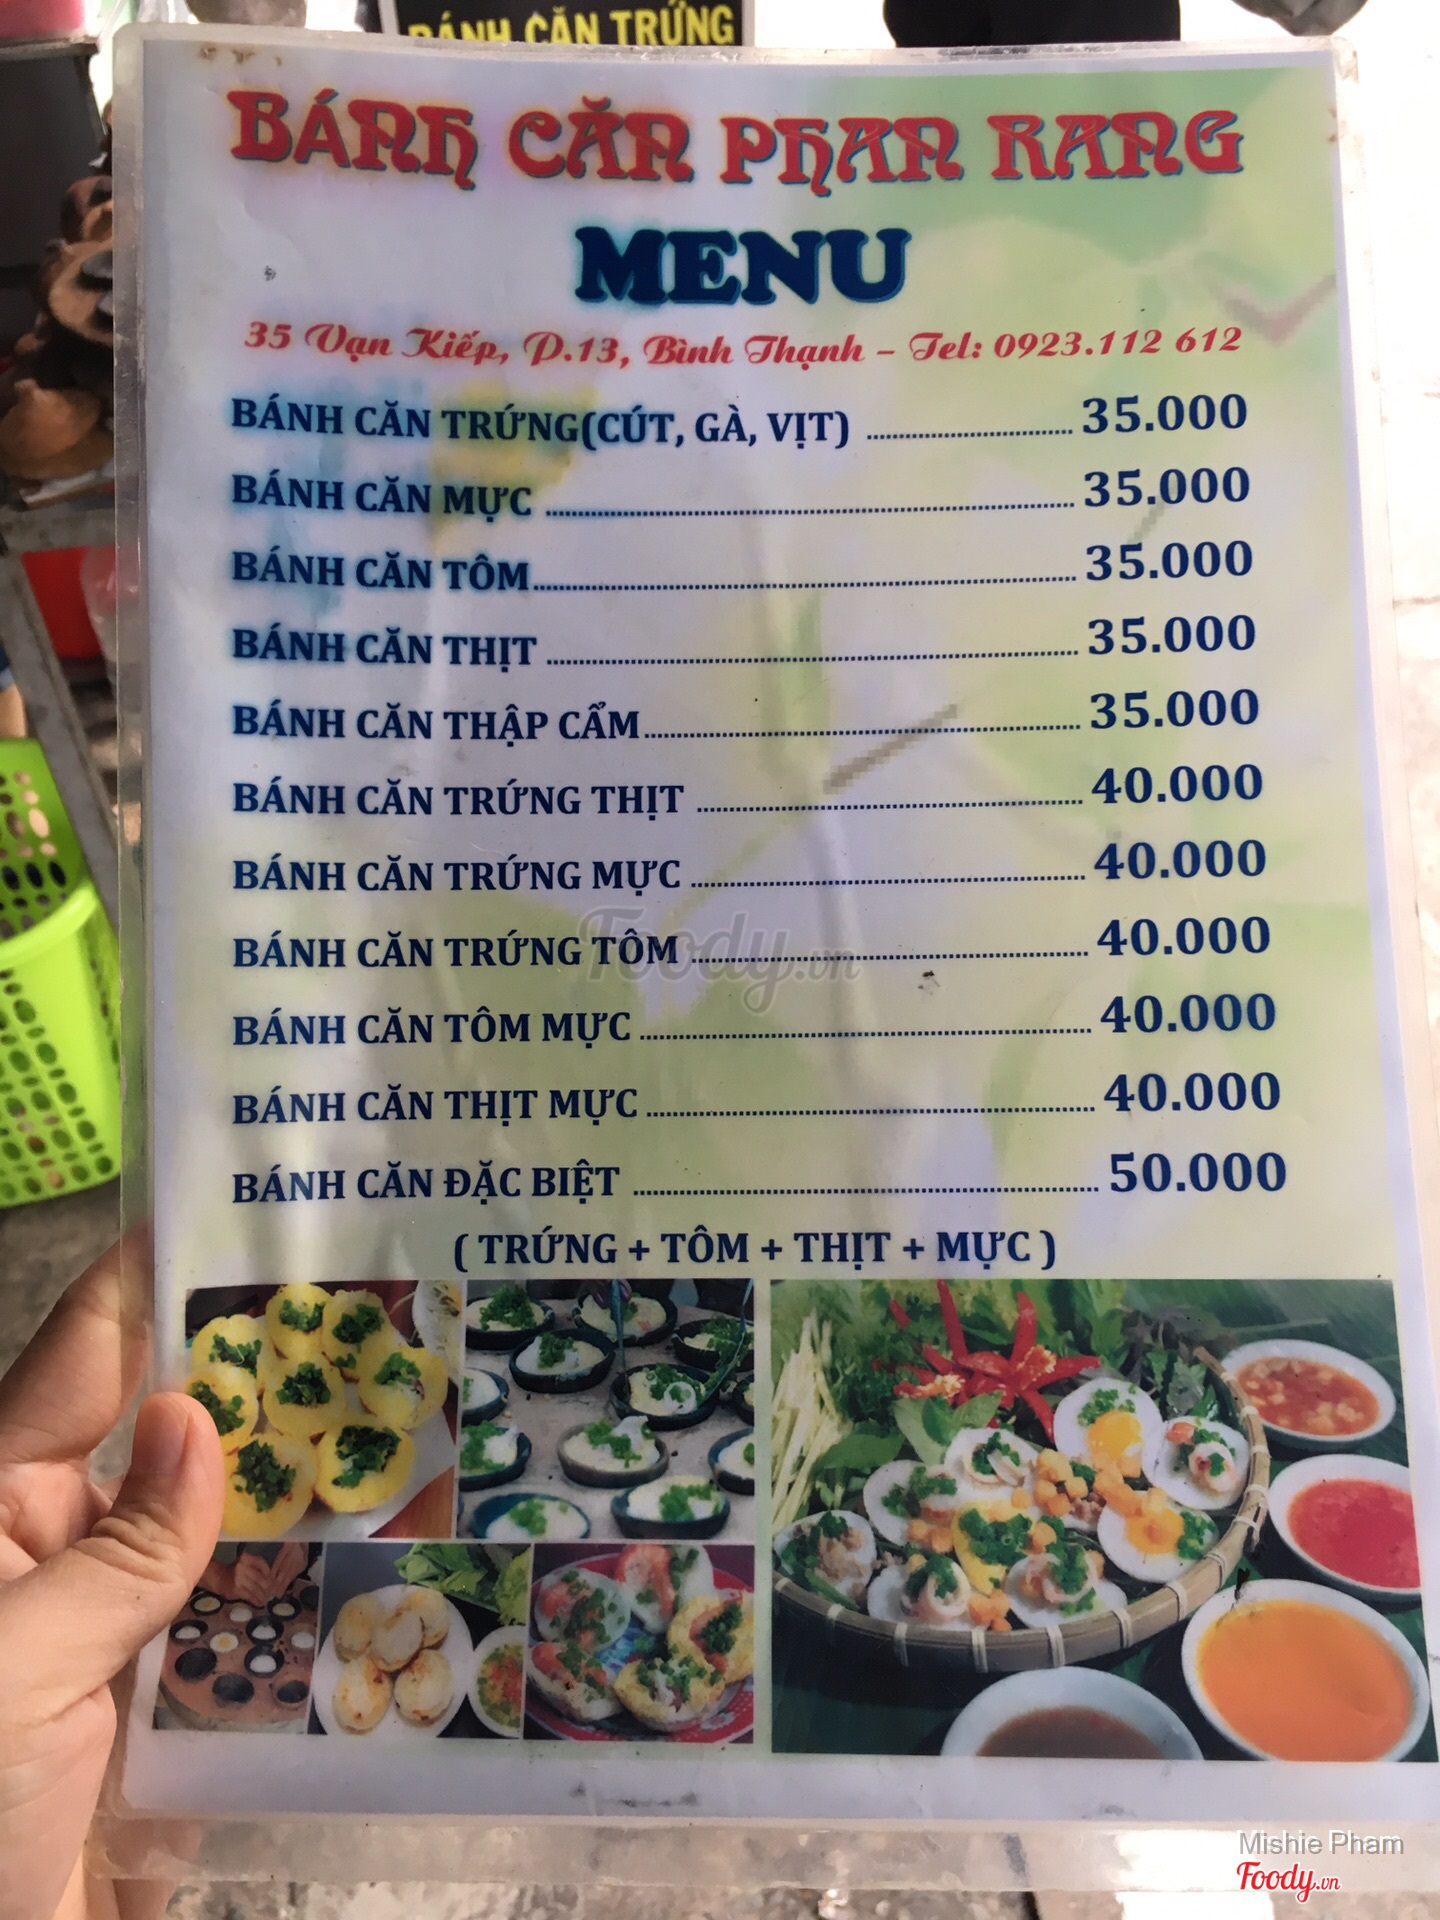 BÁNH CĂN TRỨNG
BÁNH CĂN PHAN RANG
MENU
35 Vạn Kiếp, P.13, Bình Thạnh - Tel: 0923.112 612
BÁNH CĂN TRỨNG(CÚT, GÀ, VỊT) ........ 35.000
BÁNH CĂN MỰC ........ 35.000
BÁNH CĂN TÔM ........ 35.000
BÁNH CĂN THỊT ........ 35.000
BÁNH CĂN THẬP CẨM ........ 35.000
BÁNH CĂN TRỨNG THỊT ........ 40.000
BÁNH CĂN TRỨNG MỰC ........ 40.000
BÁNH CĂN TRỨNG TÔM ........ 40.000
Foody.vn
BÁNH CĂN TÔM MỰC ........ 40.000
BÁNH CĂN THỊT MỰC ........ 40.000
BÁNH CĂN ĐẶC BIỆT ........ 50.000
( TRỨNG + TÔM + THỊT + MỰC )
Mishie Pham
Foody.vn